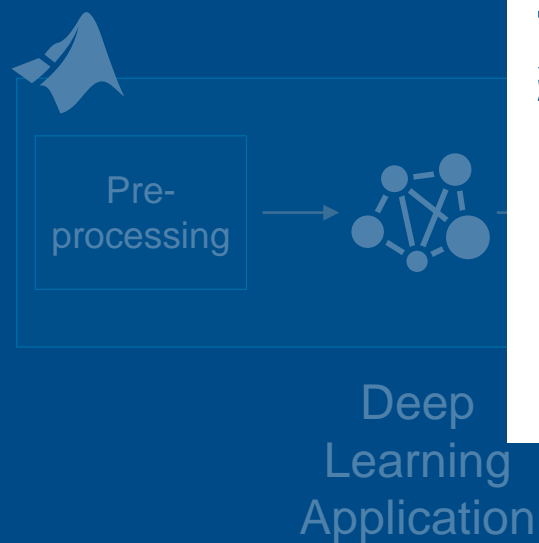 Pre-
processing
Deep
Learning
Application